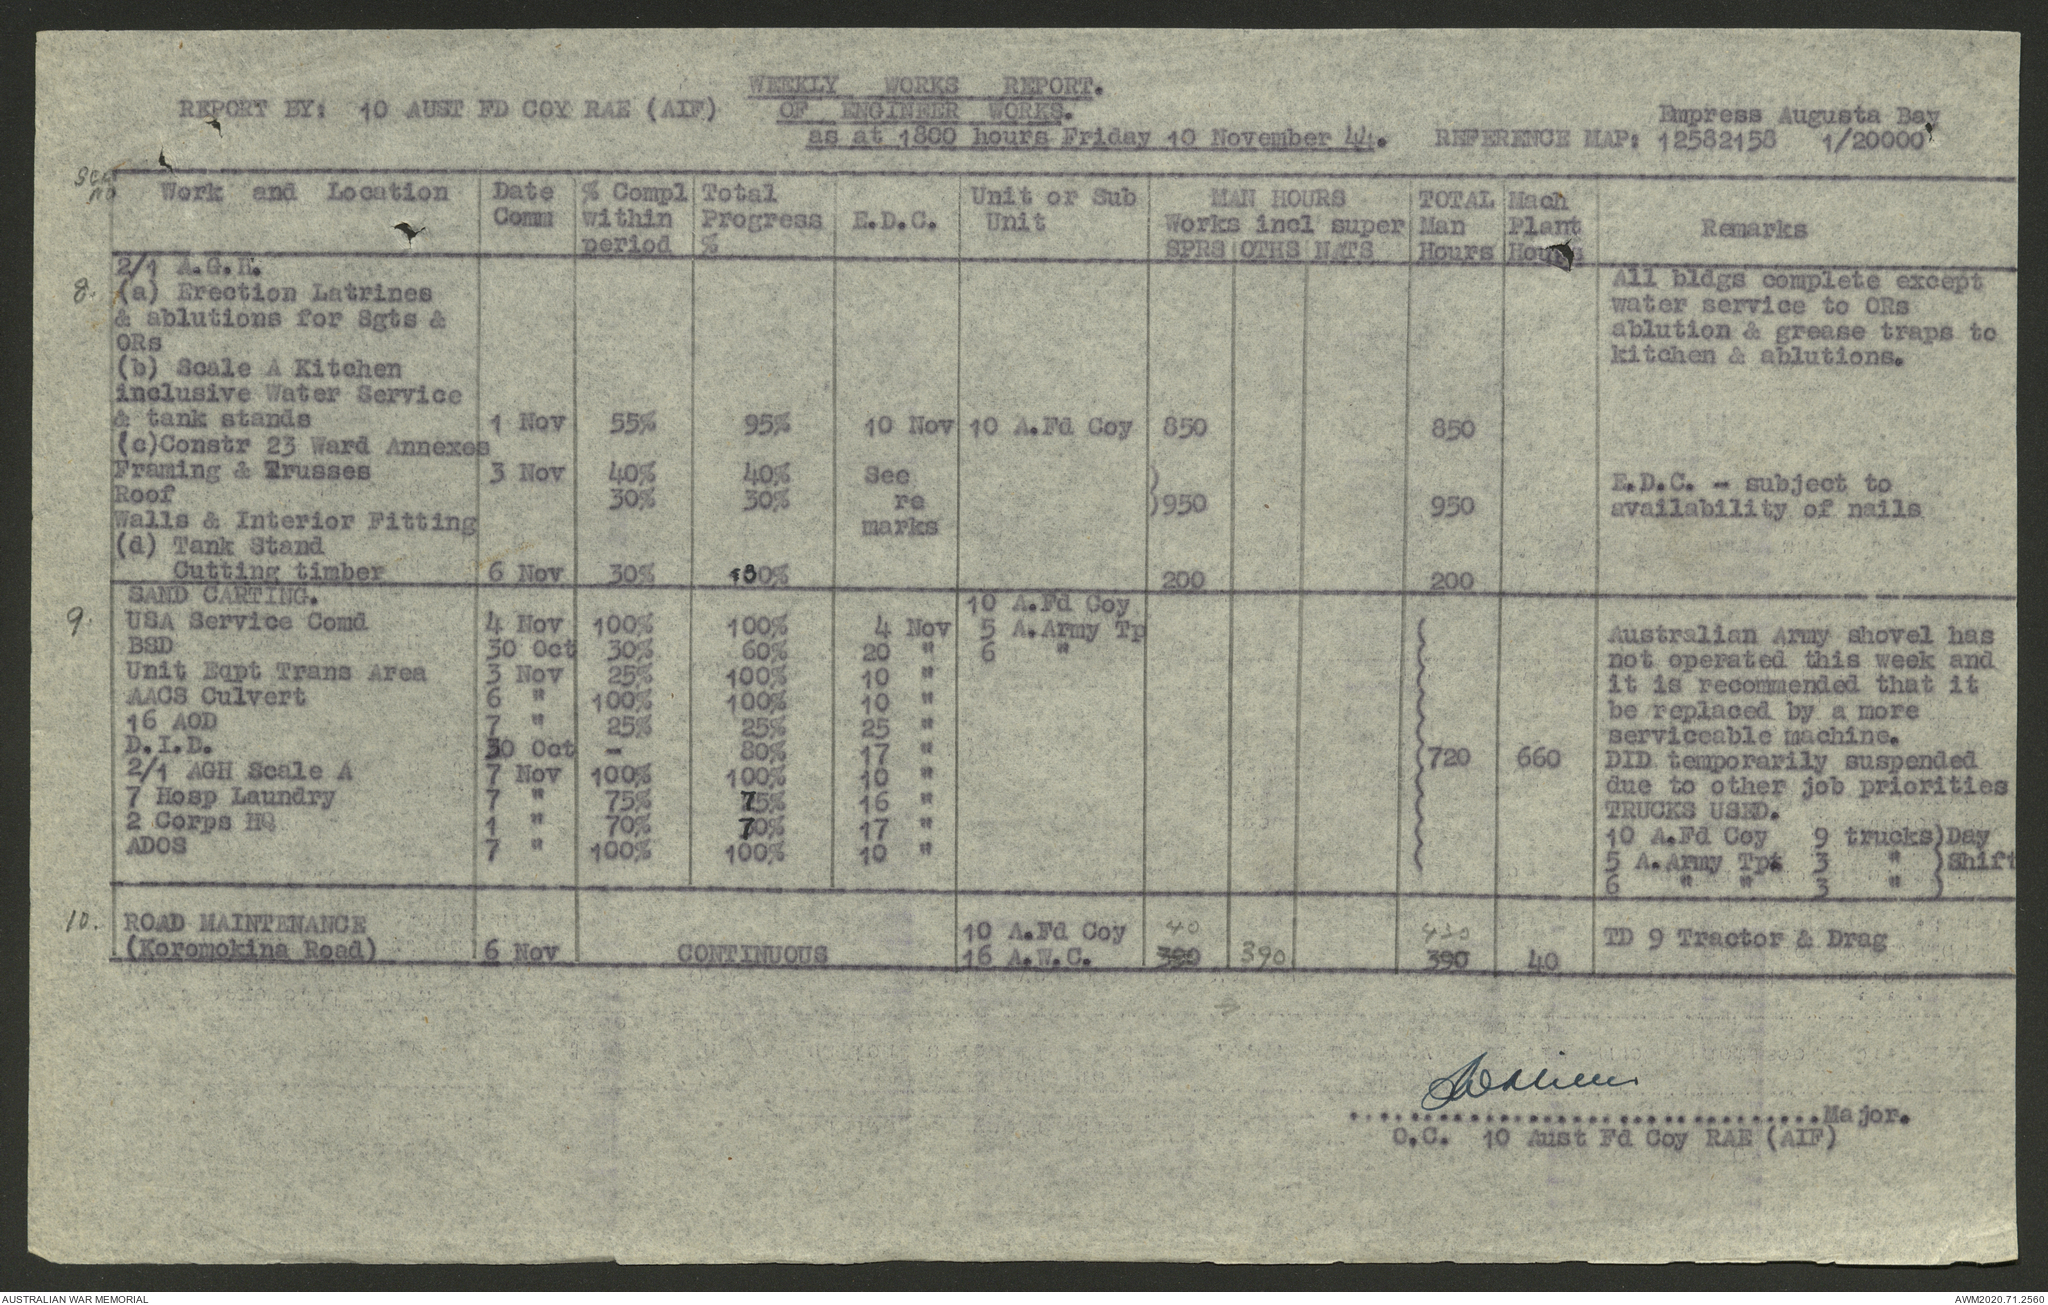 WEEKLY WORKS REPORT.
REPORT BY: 10 AUST FD COY RAE (AIF) OF ENGINEER WORKS. Empress Augusta Bay
as at 1800 hours Friday 10 November 44. REFERENCE MAP: 12582158 1/20000
Work and Location Date Comm % Compl within period Total Progress % E.D.C. Unit or Sub Unit MAN HOURS Works incl super SPRS OTHS NATS TOTAL Man Hours Mach Plant Hours Remarks
2/1 A.G.H.
8. (a) Erection Latrines All bldgs complete except
& ablutions for Sgts & water service to ORs
ORs ablution & grease traps to
(b) Scale A Kitchen kitchen & ablutions.
inclusive Water Service
& tank stands 1 Nov 55% 95% 10 Nov 10 A.Fd Coy 850 850
(c)Constr 23 Ward Annexes
Framing & Trusses 3 Nov 40% 40% See E.D.C. - subject to
Roof 30% 30% re 950 950 availability of nails
Walls & Interior Fitting marks
(d) Tank Stand
Cutting timber 6 Nov 30% 30% 200 200
SAND CARTING. 10 A.Fd Coy
9. USA Service Comd 4 Nov 100% 100% 4 Nov 5 A.Army Tp Australian Army shovel has
BSD 30 Oct 30% 60% 20 " 6 " not operated this week and
Unit Eqpt Trans Area 3 Nov 25% 100% 10 " it is recommended that it
AACS Culvert 6 " 100% 100% 10 " be replaced by a more
16 AOD 7 " 25% 25% 25 " serviceable machine.
D.I.D. 30 Oct - 80% 17 " 720 660 DID temporarily suspended
2/1 AGH Scale A 7 Nov 100% 100% 10 " due to other job priorities
7 Hosp Laundry 7 " 75% 75% 16 " TRUCKS USED.
2 Corps HQ 1 " 70% 70% 17 " 10 A.Fd Coy 9 trucks)Day
ADOS 7 " 100% 100% 10 " 5 A.Army Tpt 3 " )Shift
6 " " 3 " )
10. ROAD MAINTENANCE 10 A.Fd Coy 40 430 TD 9 Tractor & Drag
(Koromokina Road) 6 Nov CONTINUOUS 16 A.W.C. 390 390 390 40
Major.
O.C. 10 Aust Fd Coy RAE (AIF)
AUSTRALIAN WAR MEMORIAL AWM2020.71.2560